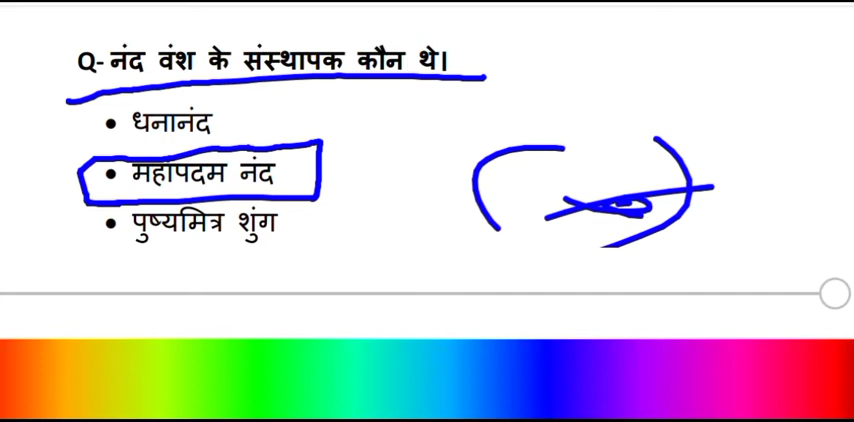 Q- नंद वंश के संस्थापक कौन थे।
• धनानंद
• महापदम नंद
• पुष्यमित्र शुंग